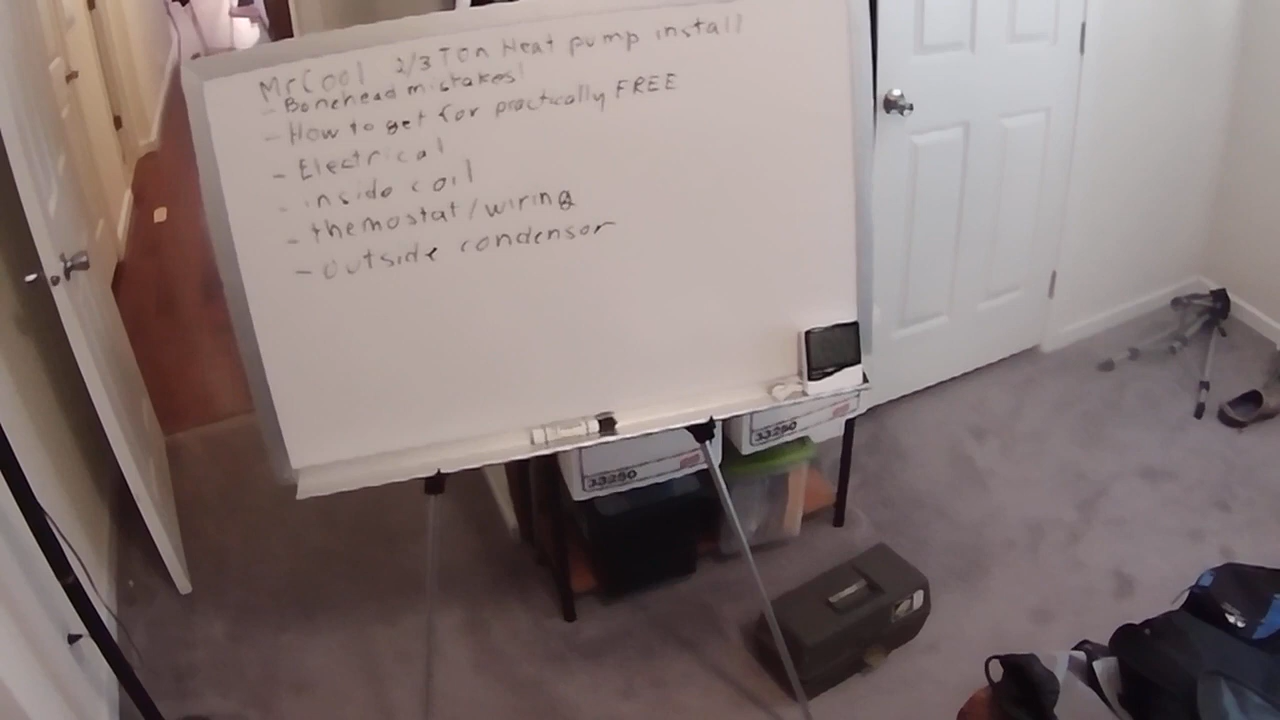 MrCool 2/3 TON Heat pump install
- Bonehead mistakes!
- How to get for practically FREE
- Electrical
- inside coil
- themostat/wiring
- outside condensor
33250
33250